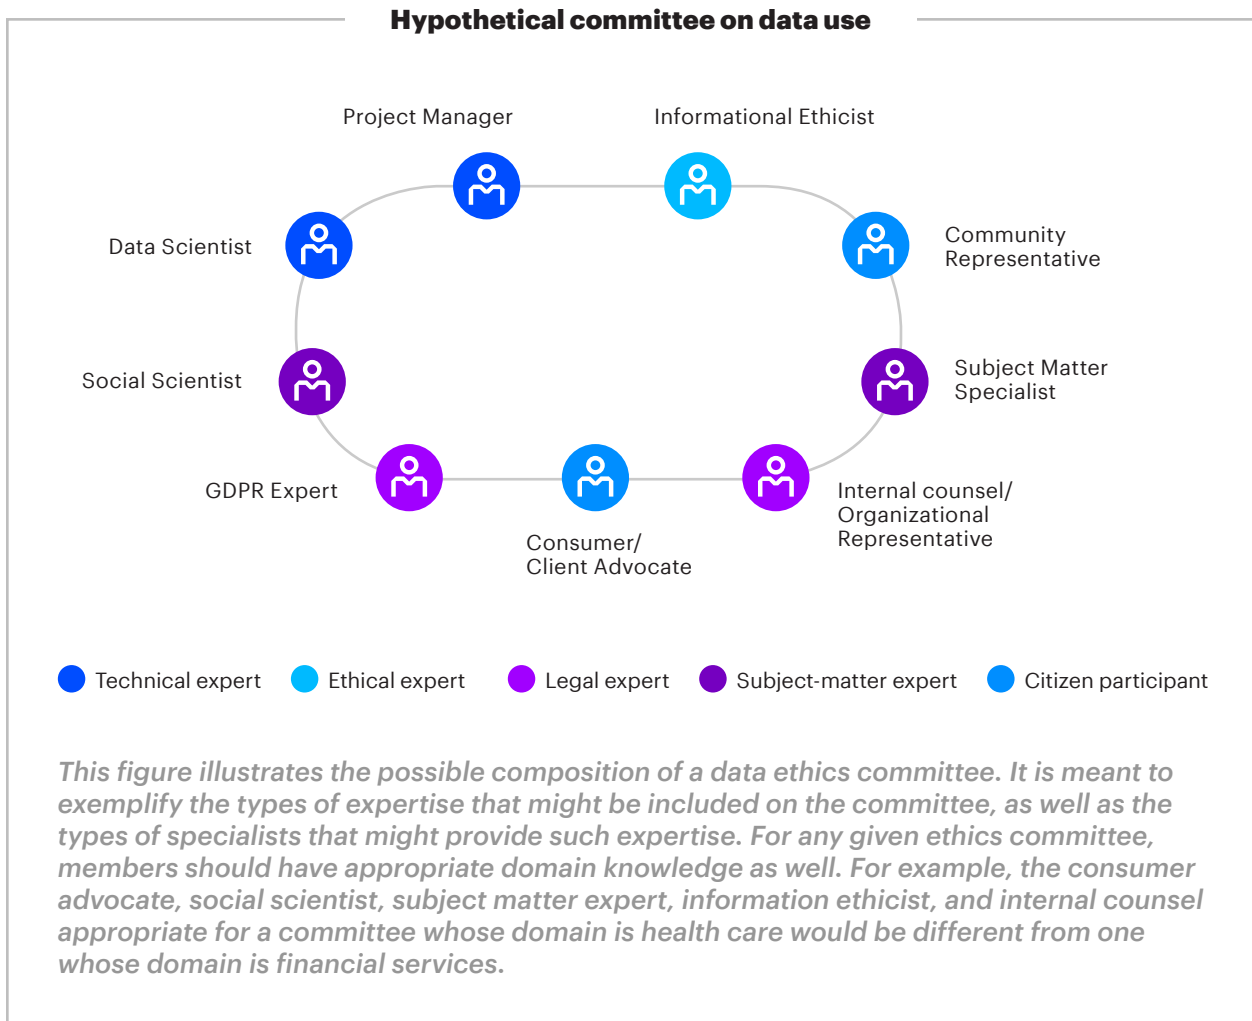 Hypothetical committee on data use
Project Manager
Informational Ethicist
Data Scientist
Community
Representative
Social Scientist
Subject Matter
Specialist
GDPR Expert
Internal counsel/
Organizational
Representative
Consumer/
Client Advocate
Technical expert
Ethical expert
Legal expert
Subject-matter expert
Citizen participant
This figure illustrates the possible composition of a data ethics committee. It is meant to
exemplify the types of expertise that might be included on the committee, as well as the
types of specialists that might provide such expertise. For any given ethics committee,
members should have appropriate domain knowledge as well. For example, the consumer
advocate, social scientist, subject matter expert, information ethicist, and internal counsel
appropriate for a committee whose domain is health care would be different from one
whose domain is financial services.